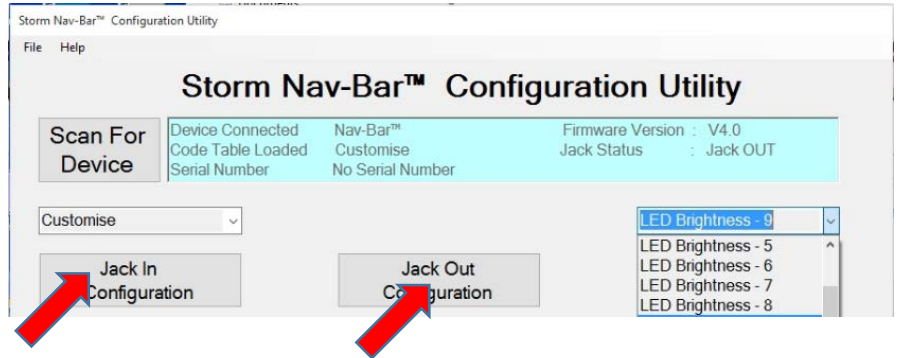 Storm Nav-Bar™ Configuration Utility
File Help
Storm Nav-Bar™ Configuration Utility
Scan For
Device
Device Connected Nav-Bar™ Firmware Version : V4.0
Code Table Loaded Customise Jack Status : Jack OUT
Serial Number No Serial Number
Customise
LED Brightness - 9
LED Brightness - 5
LED Brightness - 6
LED Brightness - 7
LED Brightness - 8
Jack In
Configuration
Jack Out
Configuration